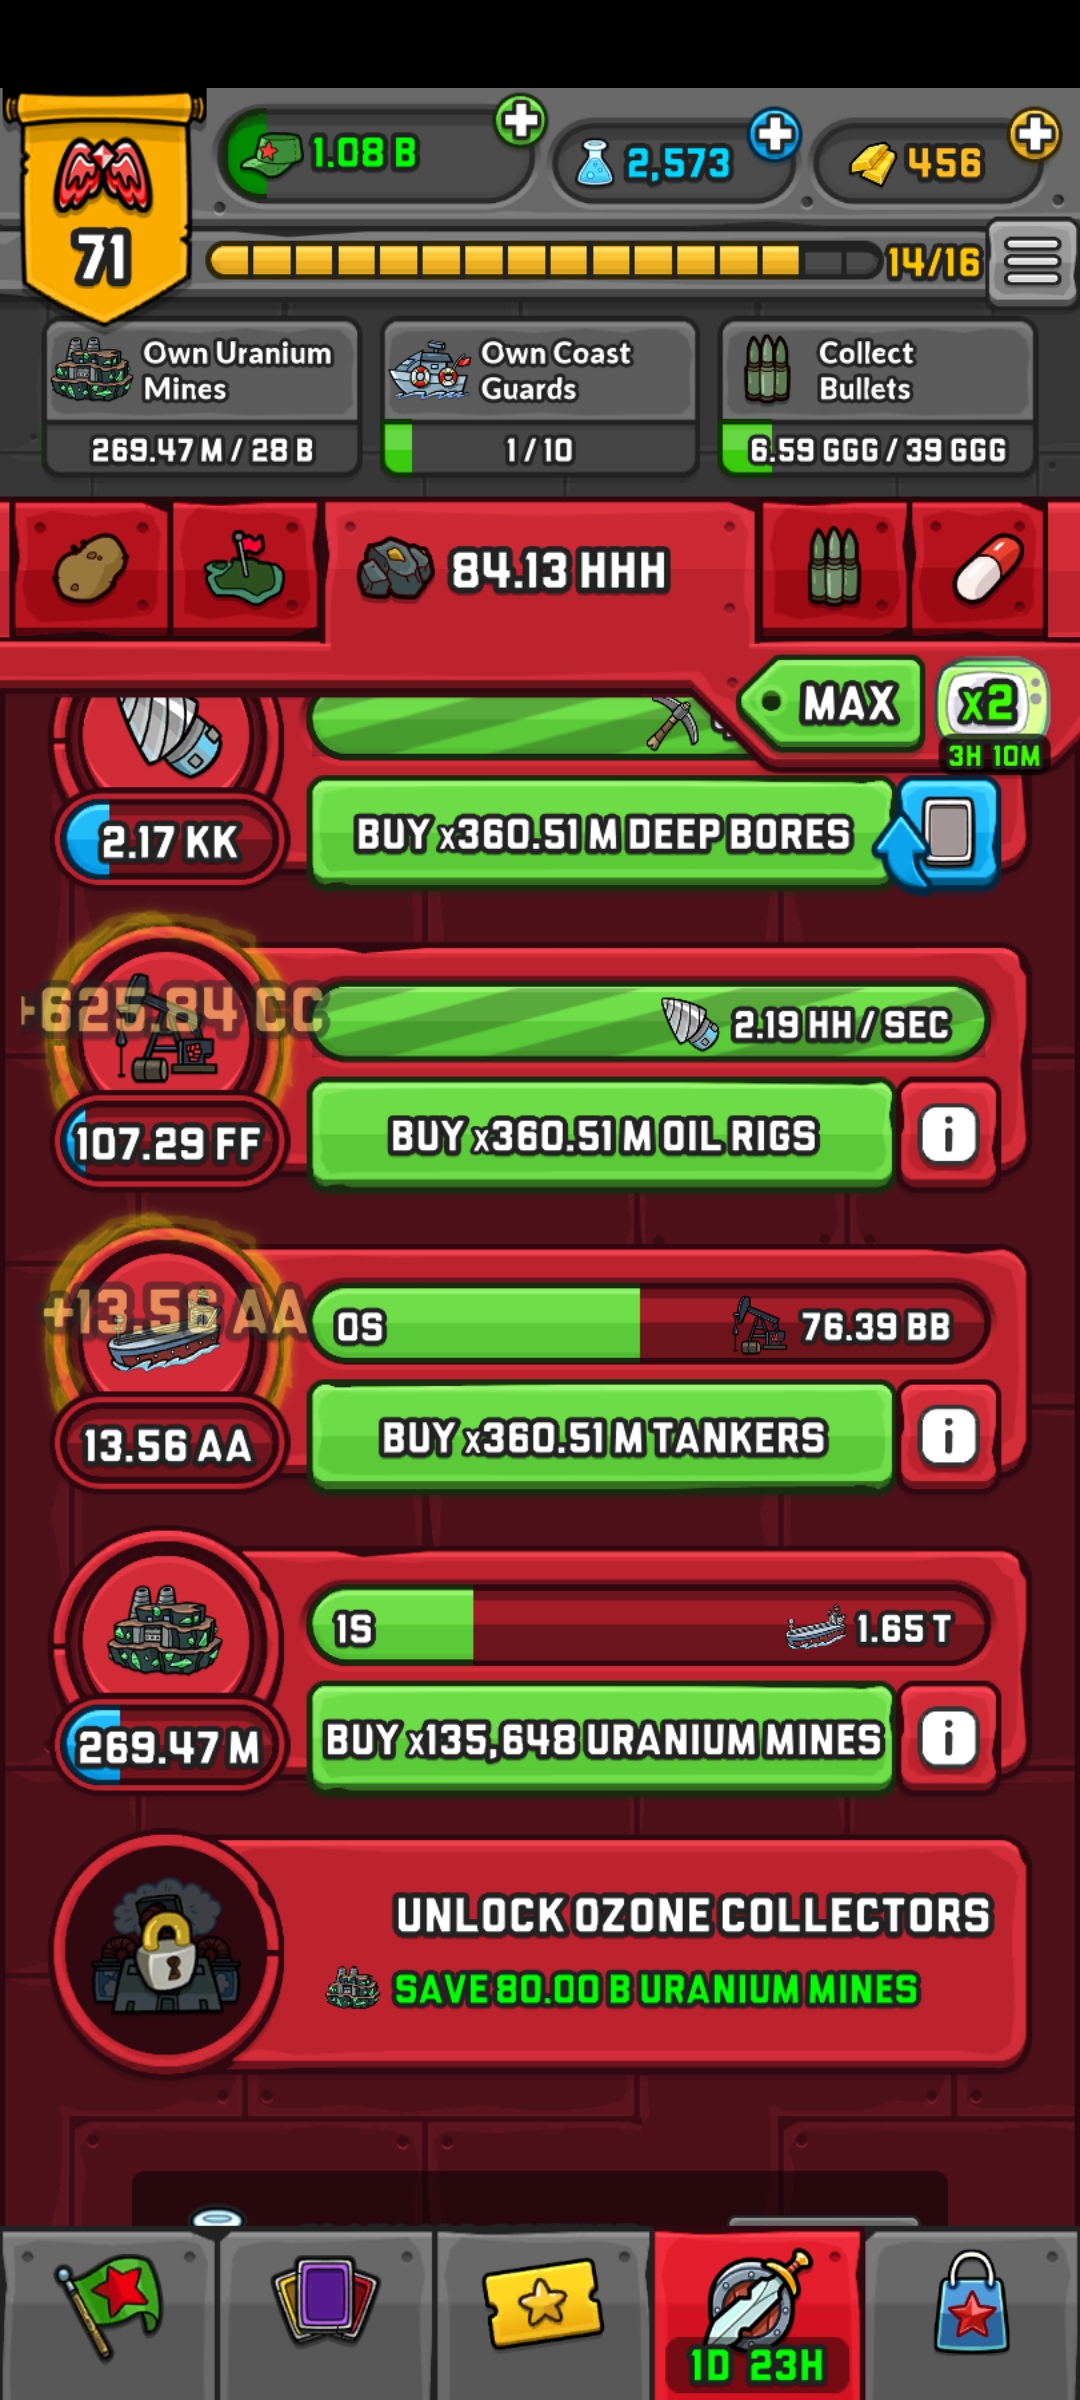 1.08 B
2,573
456
71
14/16
Own Uranium
Mines
269.47 M / 28 B
Own Coast
Guards
1 / 10
Collect
Bullets
6.59 GGG / 39 GGG
84.13 HHH
MAX
x2
3H 10M
2.17 KK
BUY x360.51 M DEEP BORES
+625.84 CC
2.19 HH / SEC
107.29 FF
BUY x360.51 M OIL RIGS
i
+13.56 AA
0S
76.39 BB
13.56 AA
BUY x360.51 M TANKERS
i
1S
1.65 T
269.47 M
BUY x135,648 URANIUM MINES
i
UNLOCK OZONE COLLECTORS
SAVE 80.00 B URANIUM MINES
1D 23H